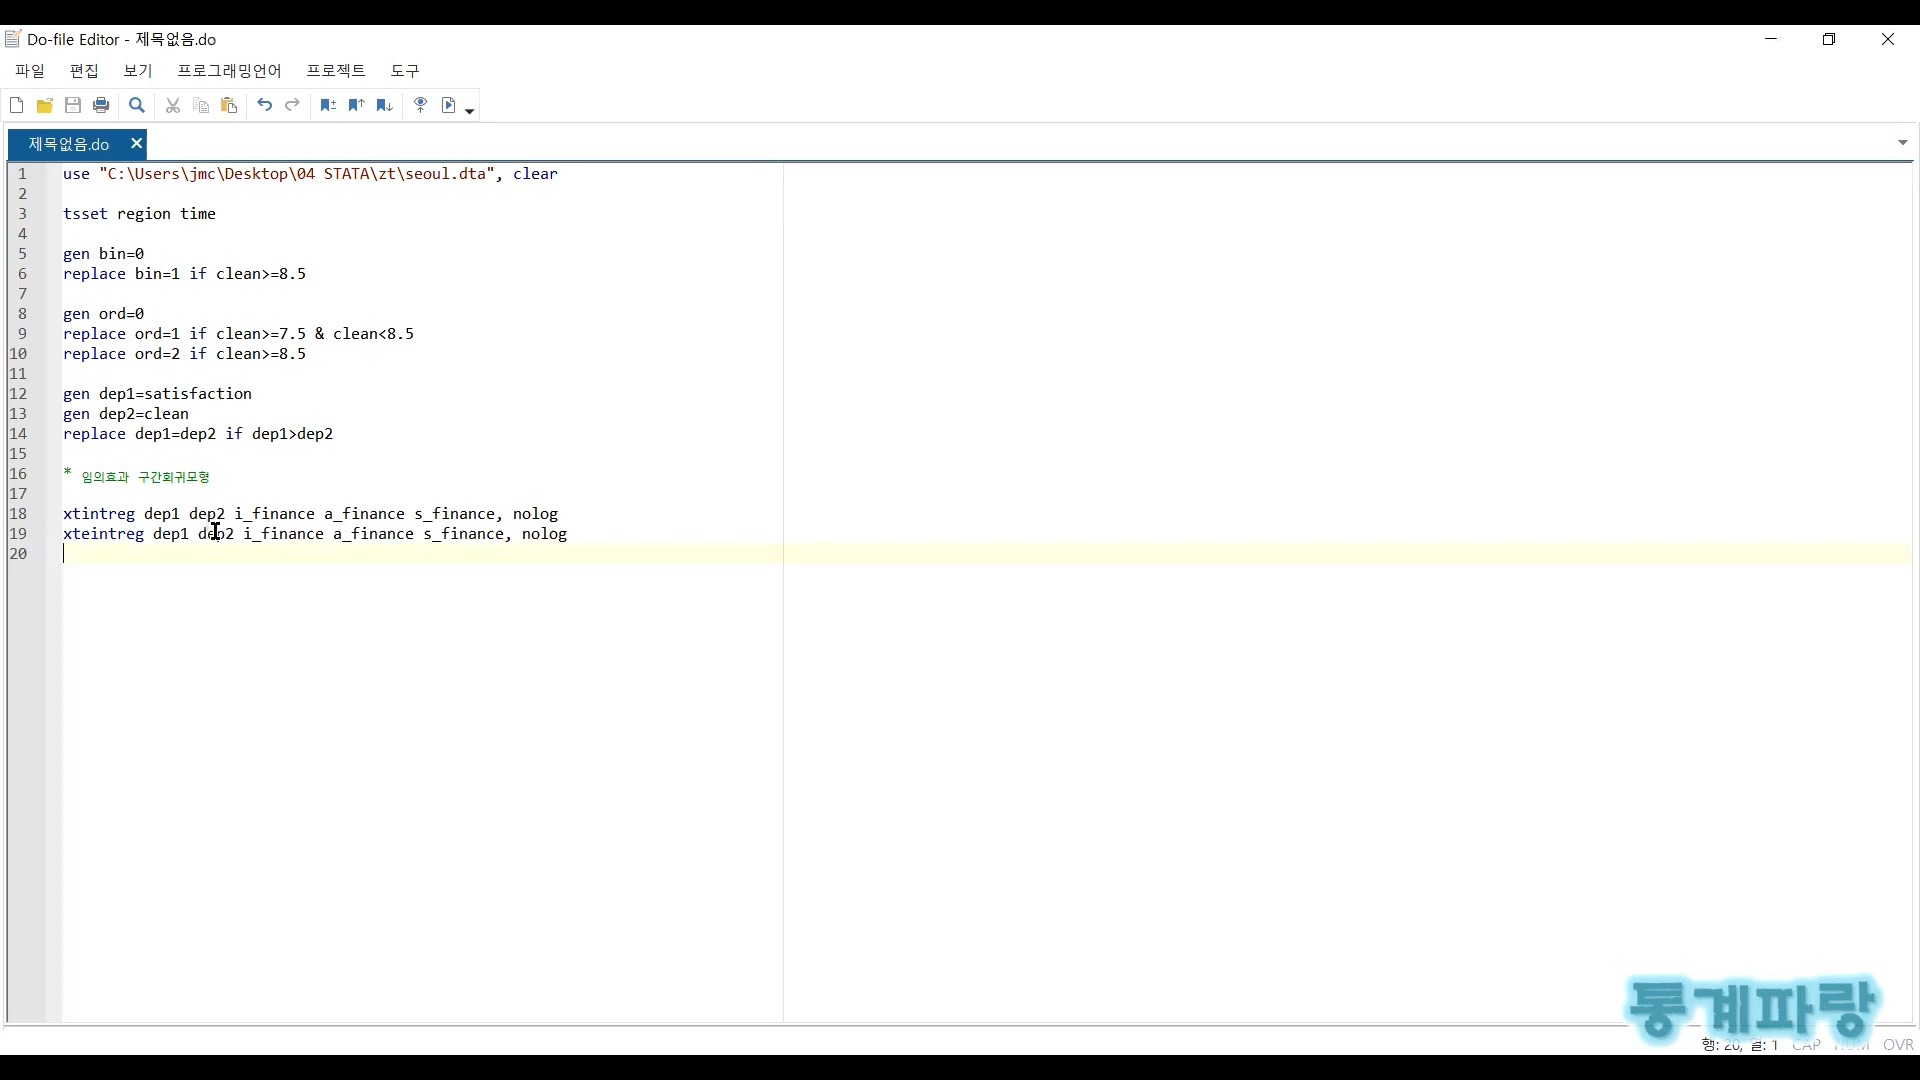 Do-file Editor - 제목없음.do
파일 편집 보기 프로그래밍언어 프로젝트 도구
제목없음.do
1 use "C:\Users\jmc\Desktop\04 STATA\zt\seoul.dta", clear
2
3 tsset region time
4
5 gen bin=0
6 replace bin=1 if clean>=8.5
7
8 gen ord=0
9 replace ord=1 if clean>=7.5 & clean<8.5
10 replace ord=2 if clean>=8.5
11
12 gen dep1=satisfaction
13 gen dep2=clean
14 replace dep1=dep2 if dep1>dep2
15
16 * 임의효과 구간회귀모형
17
18 xtintreg dep1 dep2 i_finance a_finance s_finance, nolog
19 xteintreg dep1 dep2 i_finance a_finance s_finance, nolog
20
통계파랑
행: 20, 열: 1 CAP NUM OVR